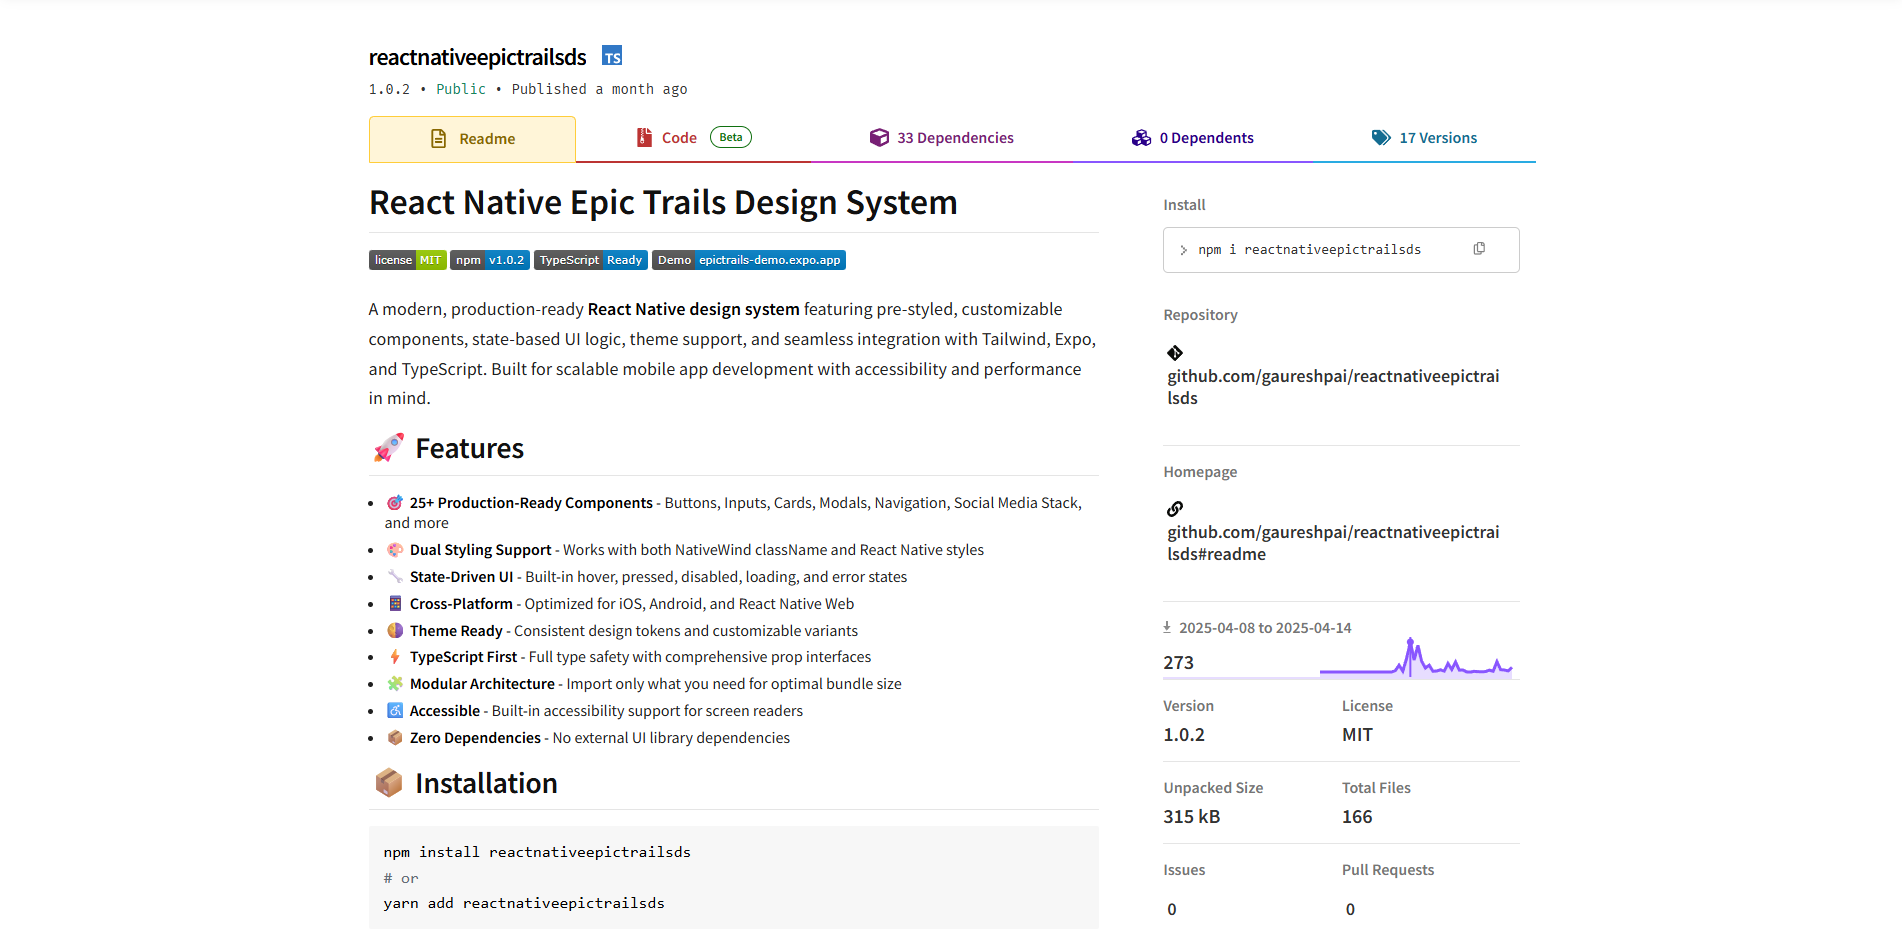 reactnativeepictrailsds TS
1.0.2 • Public • Published a month ago
Readme
Code Beta
33 Dependencies
0 Dependents
17 Versions
React Native Epic Trails Design System
license MIT npm v1.0.2 TypeScript Ready Demo epictrails-demo.expo.app
A modern, production-ready React Native design system featuring pre-styled, customizable
components, state-based UI logic, theme support, and seamless integration with Tailwind, Expo,
and TypeScript. Built for scalable mobile app development with accessibility and performance
in mind.
🚀 Features
• 🎯 25+ Production-Ready Components - Buttons, Inputs, Cards, Modals, Navigation, Social Media Stack,
and more
• 🎨 Dual Styling Support - Works with both NativeWind className and React Native styles
• 🔧 State-Driven UI - Built-in hover, pressed, disabled, loading, and error states
• 📱 Cross-Platform - Optimized for iOS, Android, and React Native Web
• 🌗 Theme Ready - Consistent design tokens and customizable variants
• ⚡ TypeScript First - Full type safety with comprehensive prop interfaces
• 🧩 Modular Architecture - Import only what you need for optimal bundle size
• ♿ Accessible - Built-in accessibility support for screen readers
• 📦 Zero Dependencies - No external UI library dependencies
📦 Installation
npm install reactnativeepictrailsds
# or
yarn add reactnativeepictrailsds
Install
> npm i reactnativeepictrailsds
Repository
github.com/gaureshpai/reactnativeepictrai
lsds
Homepage
github.com/gaureshpai/reactnativeepictrai
lsds#readme
2025-04-08 to 2025-04-14
273
Version
1.0.2
License
MIT
Unpacked Size
315 kB
Total Files
166
Issues
0
Pull Requests
0